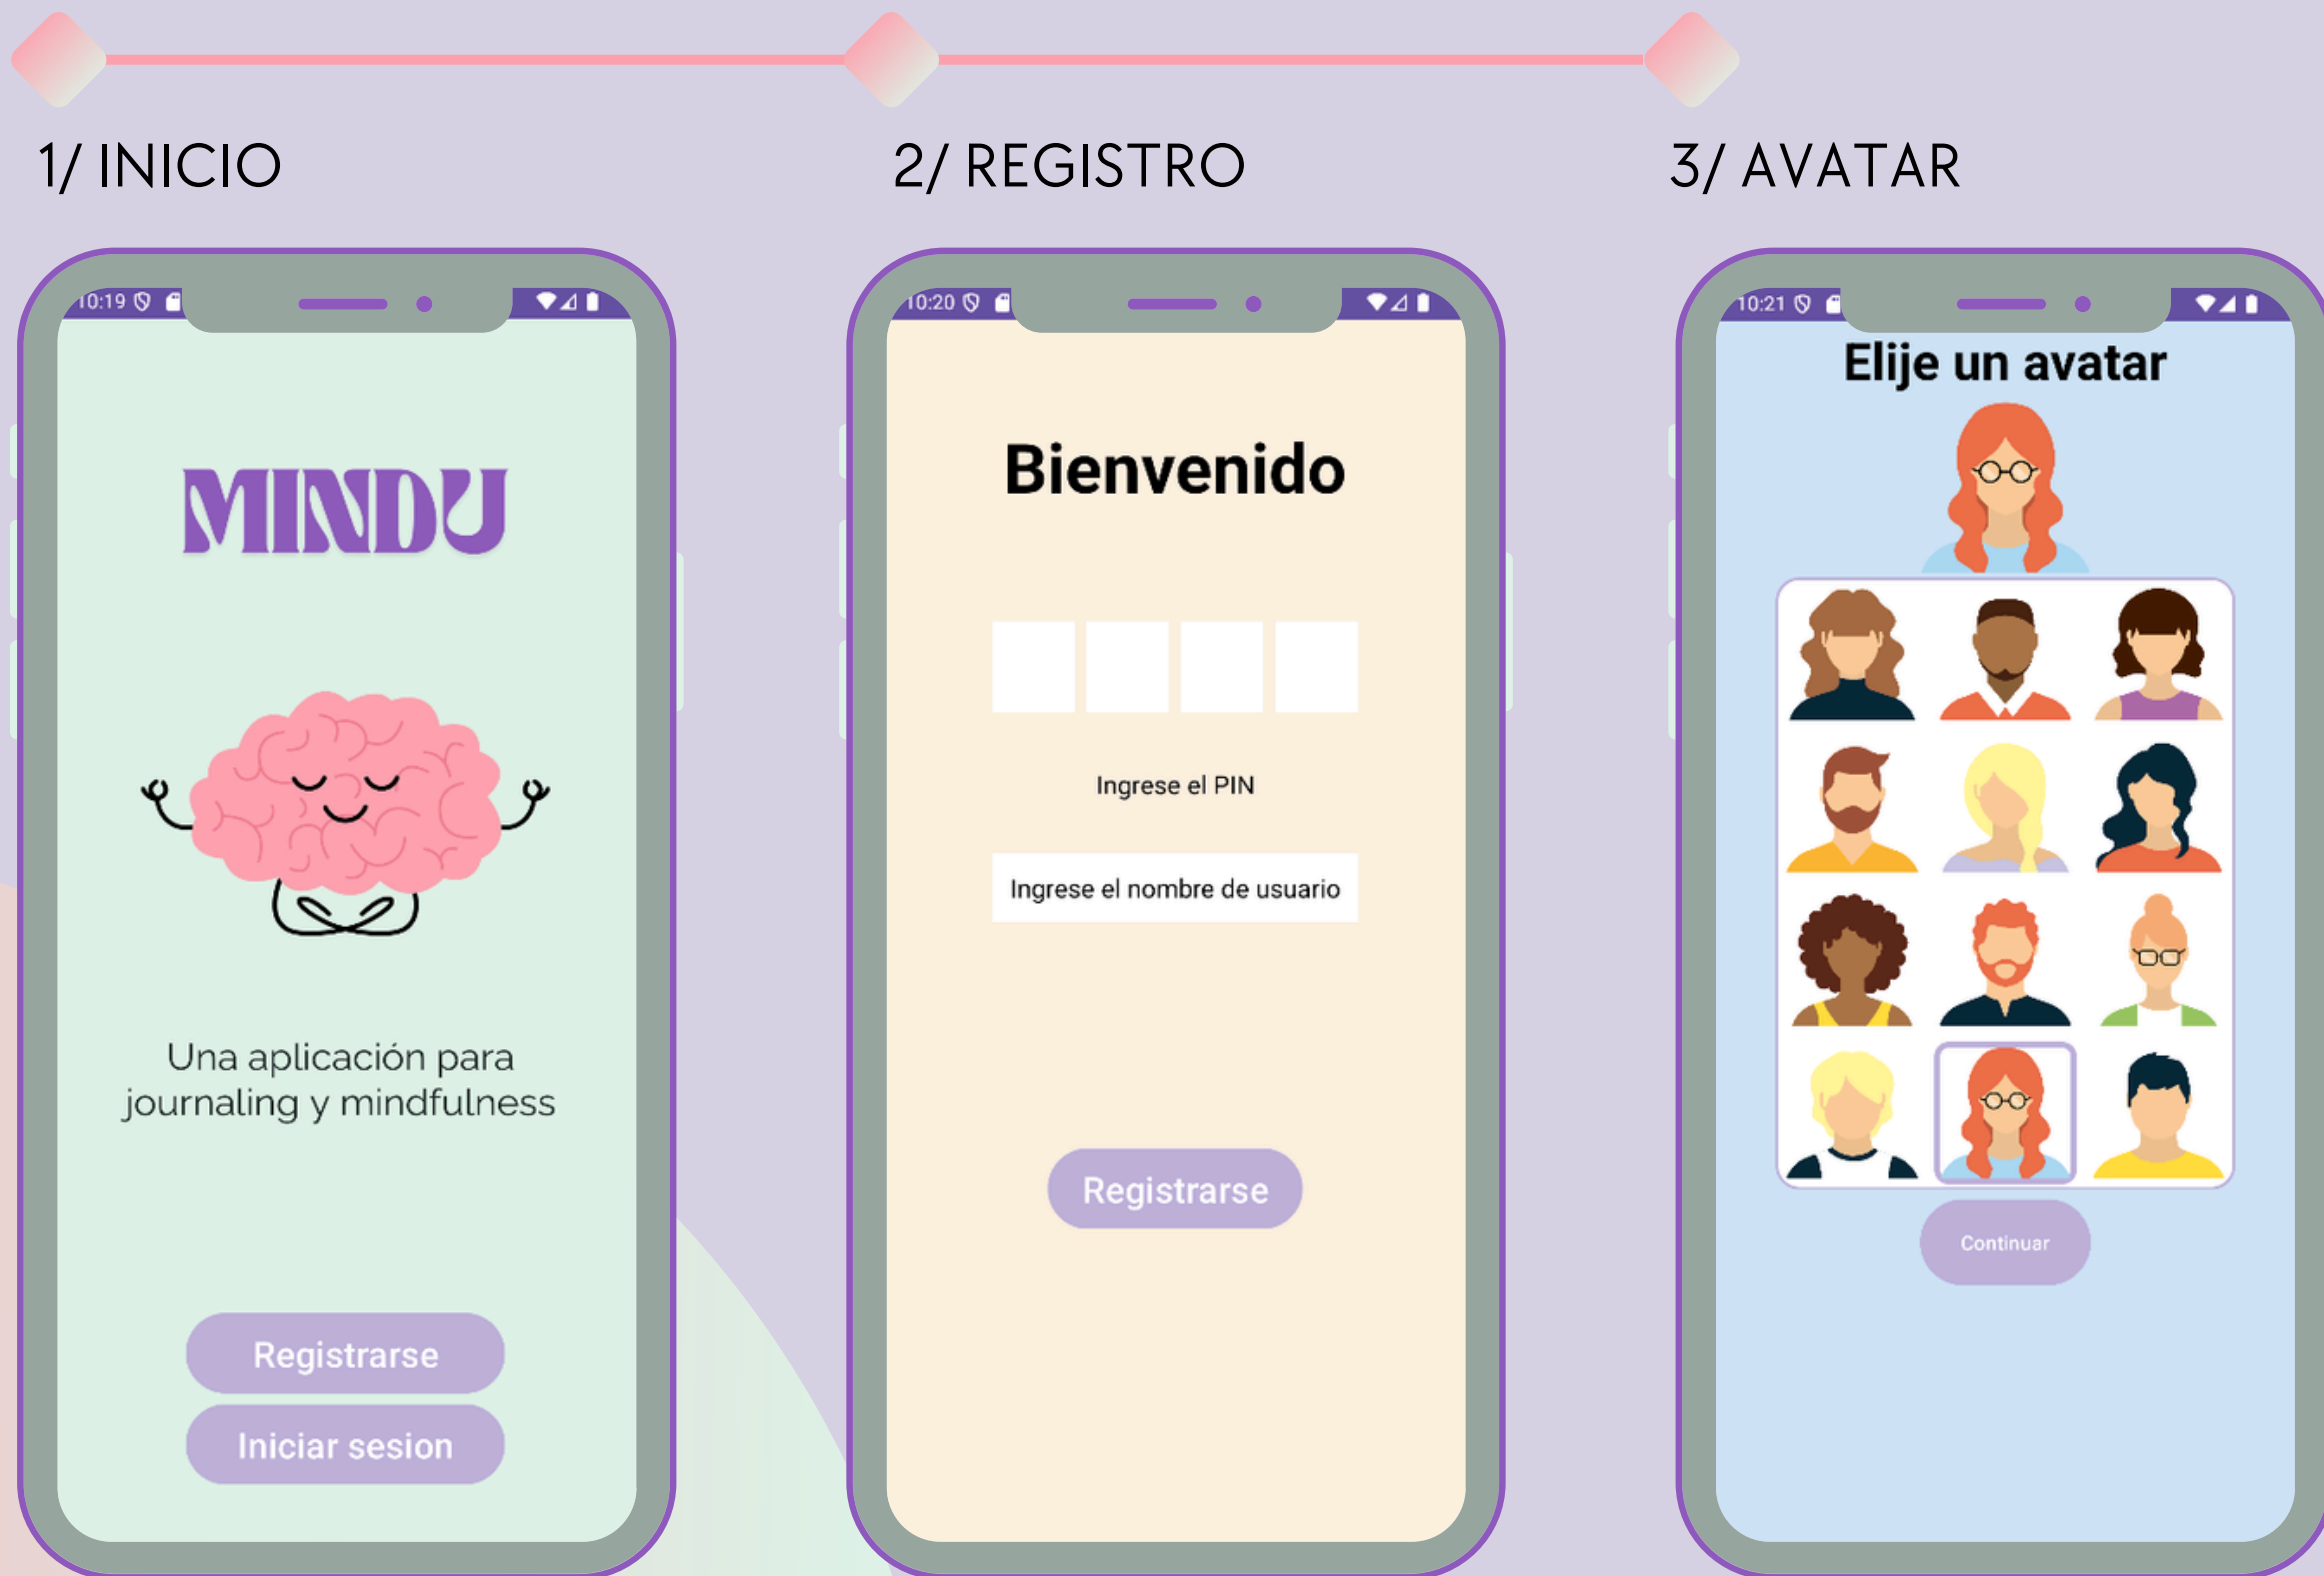 1/ INICIO
2/ REGISTRO
3/ AVATAR
10:19
MINDU
Una aplicación para
journaling y mindfulness
Registrarse
Iniciar sesion
10:20
Bienvenido
Ingrese el PIN
Ingrese el nombre de usuario
Registrarse
10:21
Elije un avatar
Continuar